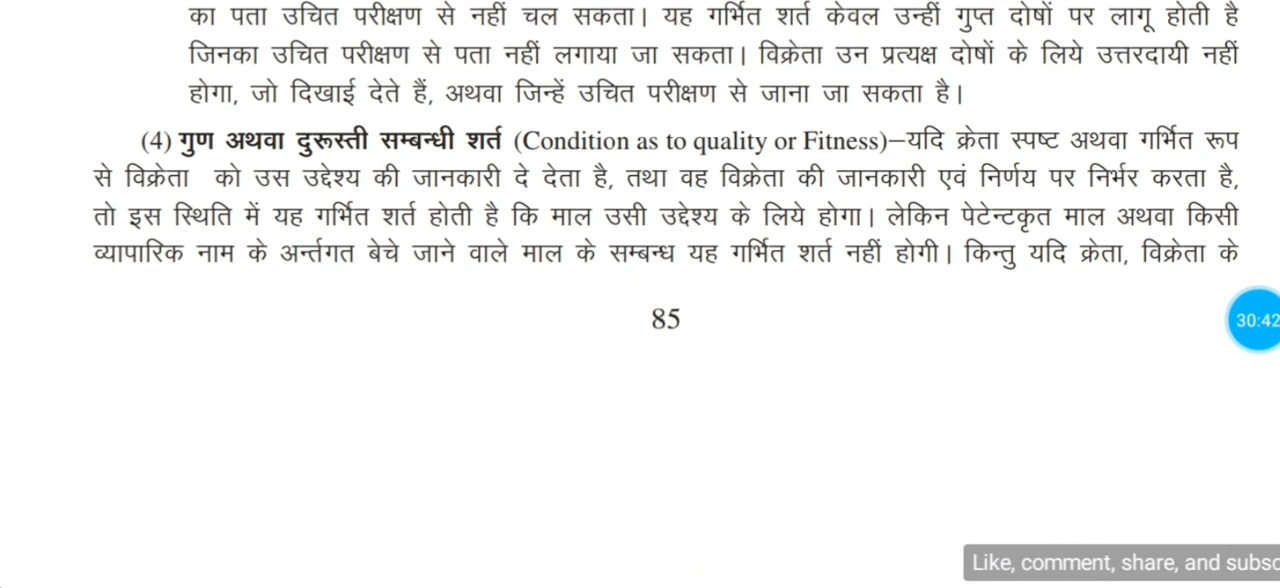 का पता उचित परीक्षण से नहीं चल सकता। यह गर्भित शर्त केवल उन्हीं गुप्त दोषों पर लागू होती है
जिनका उचित परीक्षण से पता नहीं लगाया जा सकता। विक्रेता उन प्रत्यक्ष दोषों के लिये उत्तरदायी नहीं
होगा, जो दिखाई देते हैं, अथवा जिन्हें उचित परीक्षण से जाना जा सकता है।
(4) गुण अथवा दुरूस्ती सम्बन्धी शर्त (Condition as to quality or Fitness)—यदि क्रेता स्पष्ट अथवा गर्भित रूप
से विक्रेता को उस उद्देश्य की जानकारी दे देता है, तथा वह विक्रेता की जानकारी एवं निर्णय पर निर्भर करता है,
तो इस स्थिति में यह गर्भित शर्त होती है कि माल उसी उद्देश्य के लिये होगा। लेकिन पेटेन्टकृत माल अथवा किसी
व्यापारिक नाम के अर्न्तगत बेचे जाने वाले माल के सम्बन्ध यह गर्भित शर्त नहीं होगी। किन्तु यदि क्रेता, विक्रेता के
85
30:42
Like, comment, share, and subsc